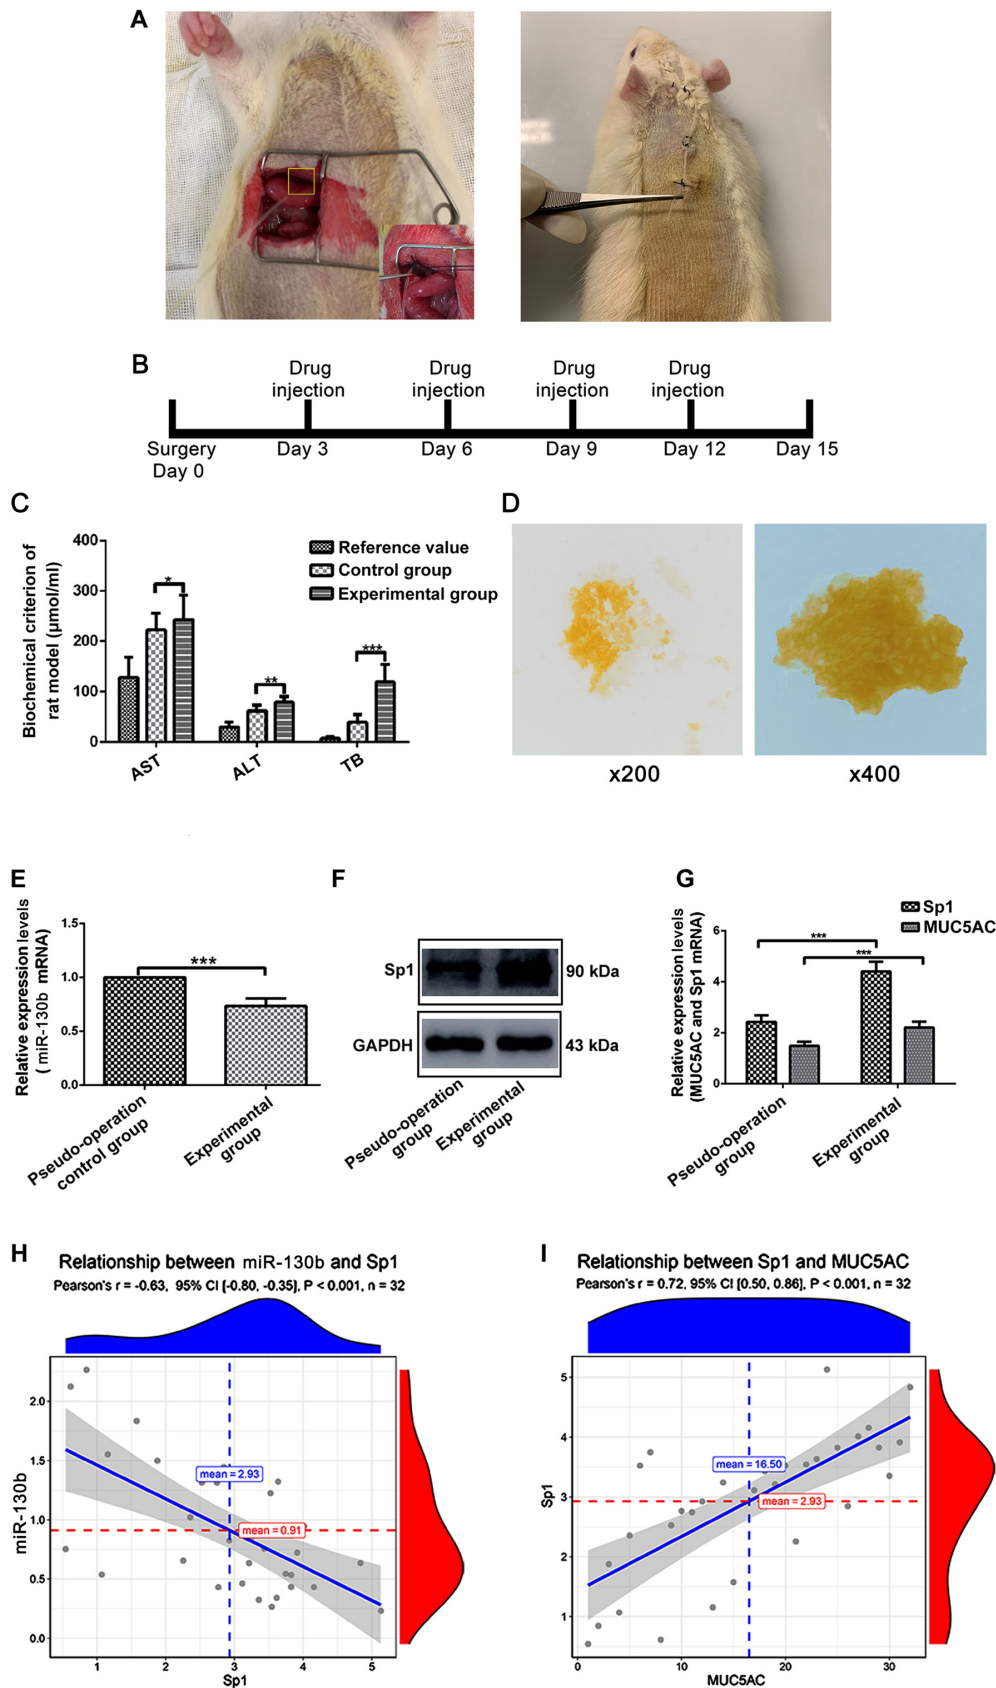 A
B
Drug injection
Drug injection
Drug injection
Drug injection
Surgery Day 0
Day 3
Day 6
Day 9
Day 12
Day 15
C
Biochemical criterion of
rat model (μmol/ml)
400
300
200
100
0
Reference value
Control group
Experimental group
*
**
***
AST
ALT
TB
D
x200
x400
E
Relative expression levels
( miR-130b mRNA)
1.5
1.0
0.5
0.0
***
Pseudo-operation
control group
Experimental
group
F
Sp1
90 kDa
GAPDH
43 kDa
Pseudo-operation
group
Experimental
group
G
Sp1
MUC5AC
Relative expression levels
(MUC5AC and Sp1 mRNA)
6
4
2
0
***
***
Pseudo-operation
group
Experimental
group
H
Relationship between miR-130b and Sp1
Pearson's r = -0.63, 95% CI [-0.80, -0.35], P < 0.001, n = 32
miR-130b
2.0
1.5
1.0
0.5
0.0
mean = 2.93
mean = 0.91
1
2
3
4
5
Sp1
I
Relationship between Sp1 and MUC5AC
Pearson's r = 0.72, 95% CI [0.50, 0.86], P < 0.001, n = 32
Sp1
5
4
3
2
1
mean = 16.50
mean = 2.93
0
10
20
30
MUC5AC